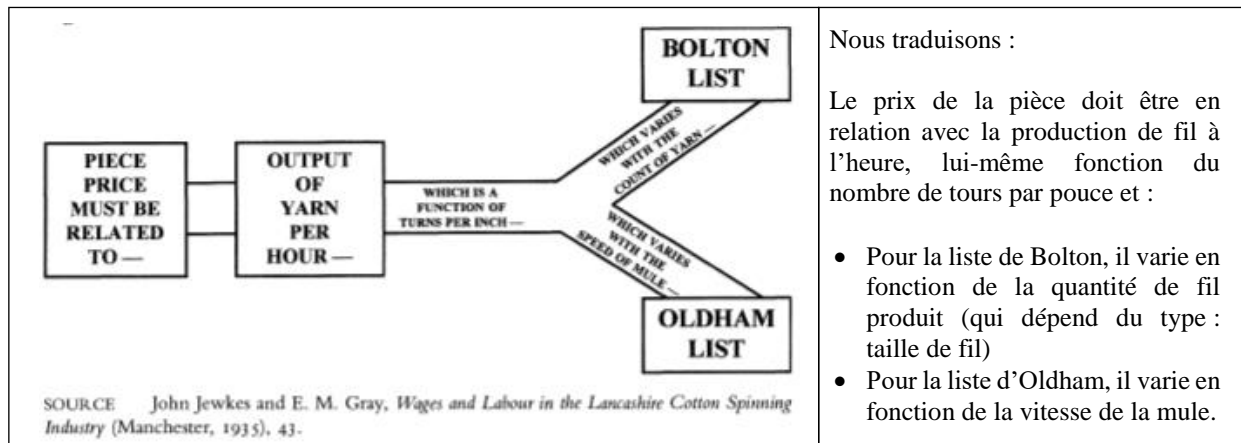 BOLTON
LIST
WHICH VARIES
WITH THE
COUNT OF YARN —
PIECE
PRICE
MUST BE
RELATED
TO —
OUTPUT
OF
YARN
PER
HOUR —
WHICH IS A
FUNCTION OF
TURNS PER INCH —
WHICH VARIES
WITH THE
SPEED OF MULE —
OLDHAM
LIST
SOURCE John Jewkes and E. M. Gray, Wages and Labour in the Lancashire Cotton Spinning
Industry (Manchester, 1935), 43.
Nous traduisons :
Le prix de la pièce doit être en
relation avec la production de fil à
l’heure, lui-même fonction du
nombre de tours par pouce et :
• Pour la liste de Bolton, il varie en
fonction de la quantité de fil
produit (qui dépend du type :
taille de fil)
• Pour la liste d’Oldham, il varie en
fonction de la vitesse de la mule.